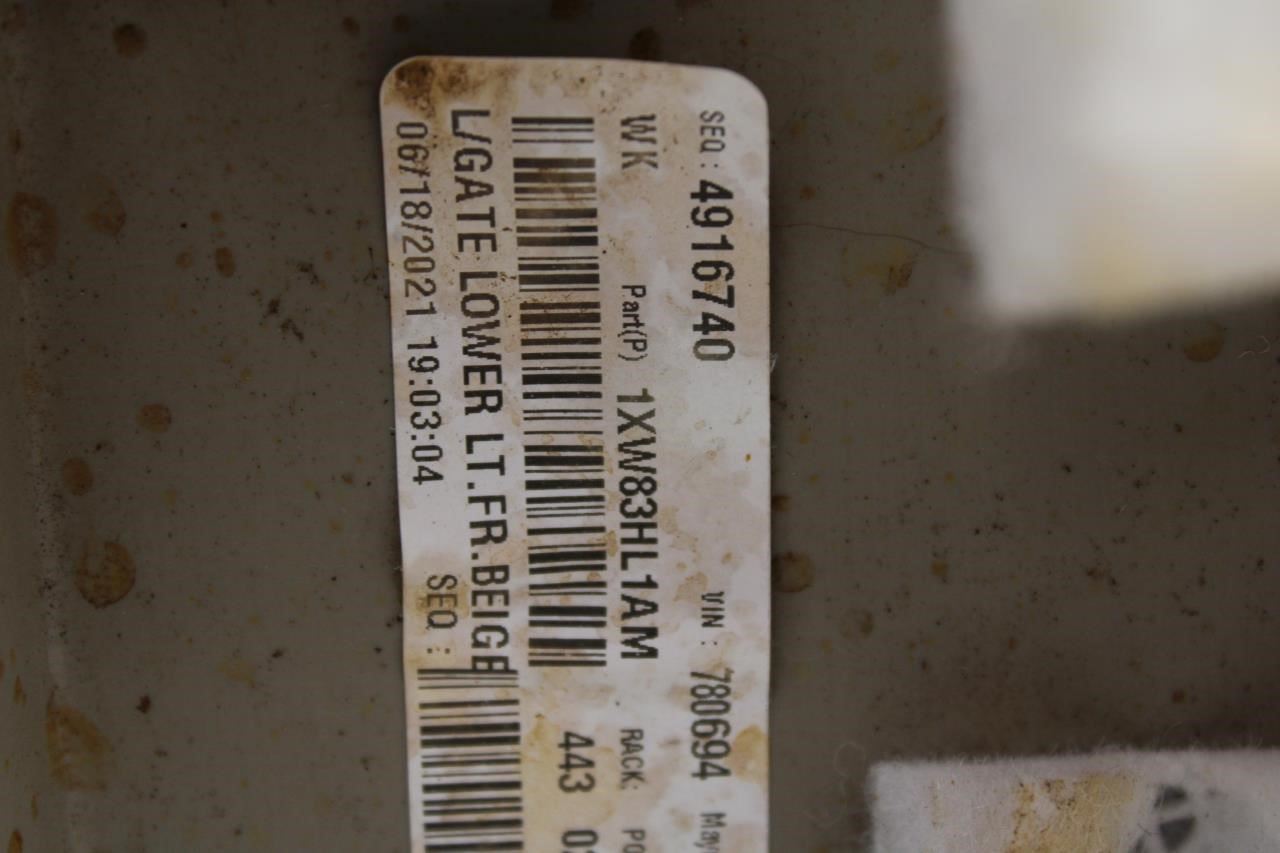 SEQ: 4916740 VIN: 780694
WK Part(P) 1XW83HL1AM RACK:
443
L/GATE LOWER LT.FR.BEIGE
06/18/2021 19:03:04 SEQ :